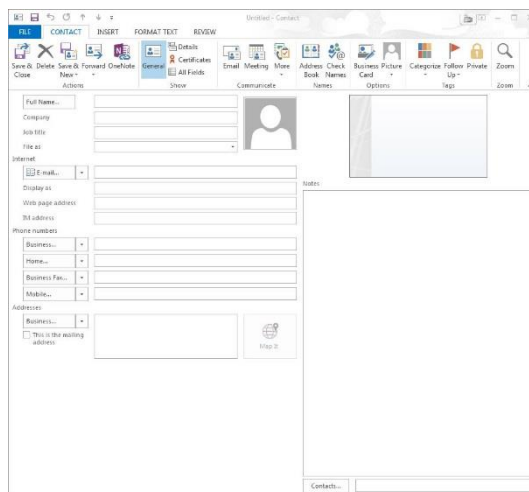 Untitled - Contact
FILE CONTACT INSERT FORMAT TEXT REVIEW
Save & Close
Delete
Save & New
Forward
OneNote
Actions
General
Details
Certificates
All Fields
Show
Email
Meeting
More
Communicate
Address Book
Check Names
Names
Business Card
Picture
Options
Categorize
Follow Up
Private
Tags
Zoom
Zoom
Full Name...
Company
Job title
File as
Internet
E-mail...
Display as
Web page address
IM address
Phone numbers
Business...
Home...
Business Fax...
Mobile...
Addresses
Business...
This is the mailing
address
Map It
Notes
Contacts...